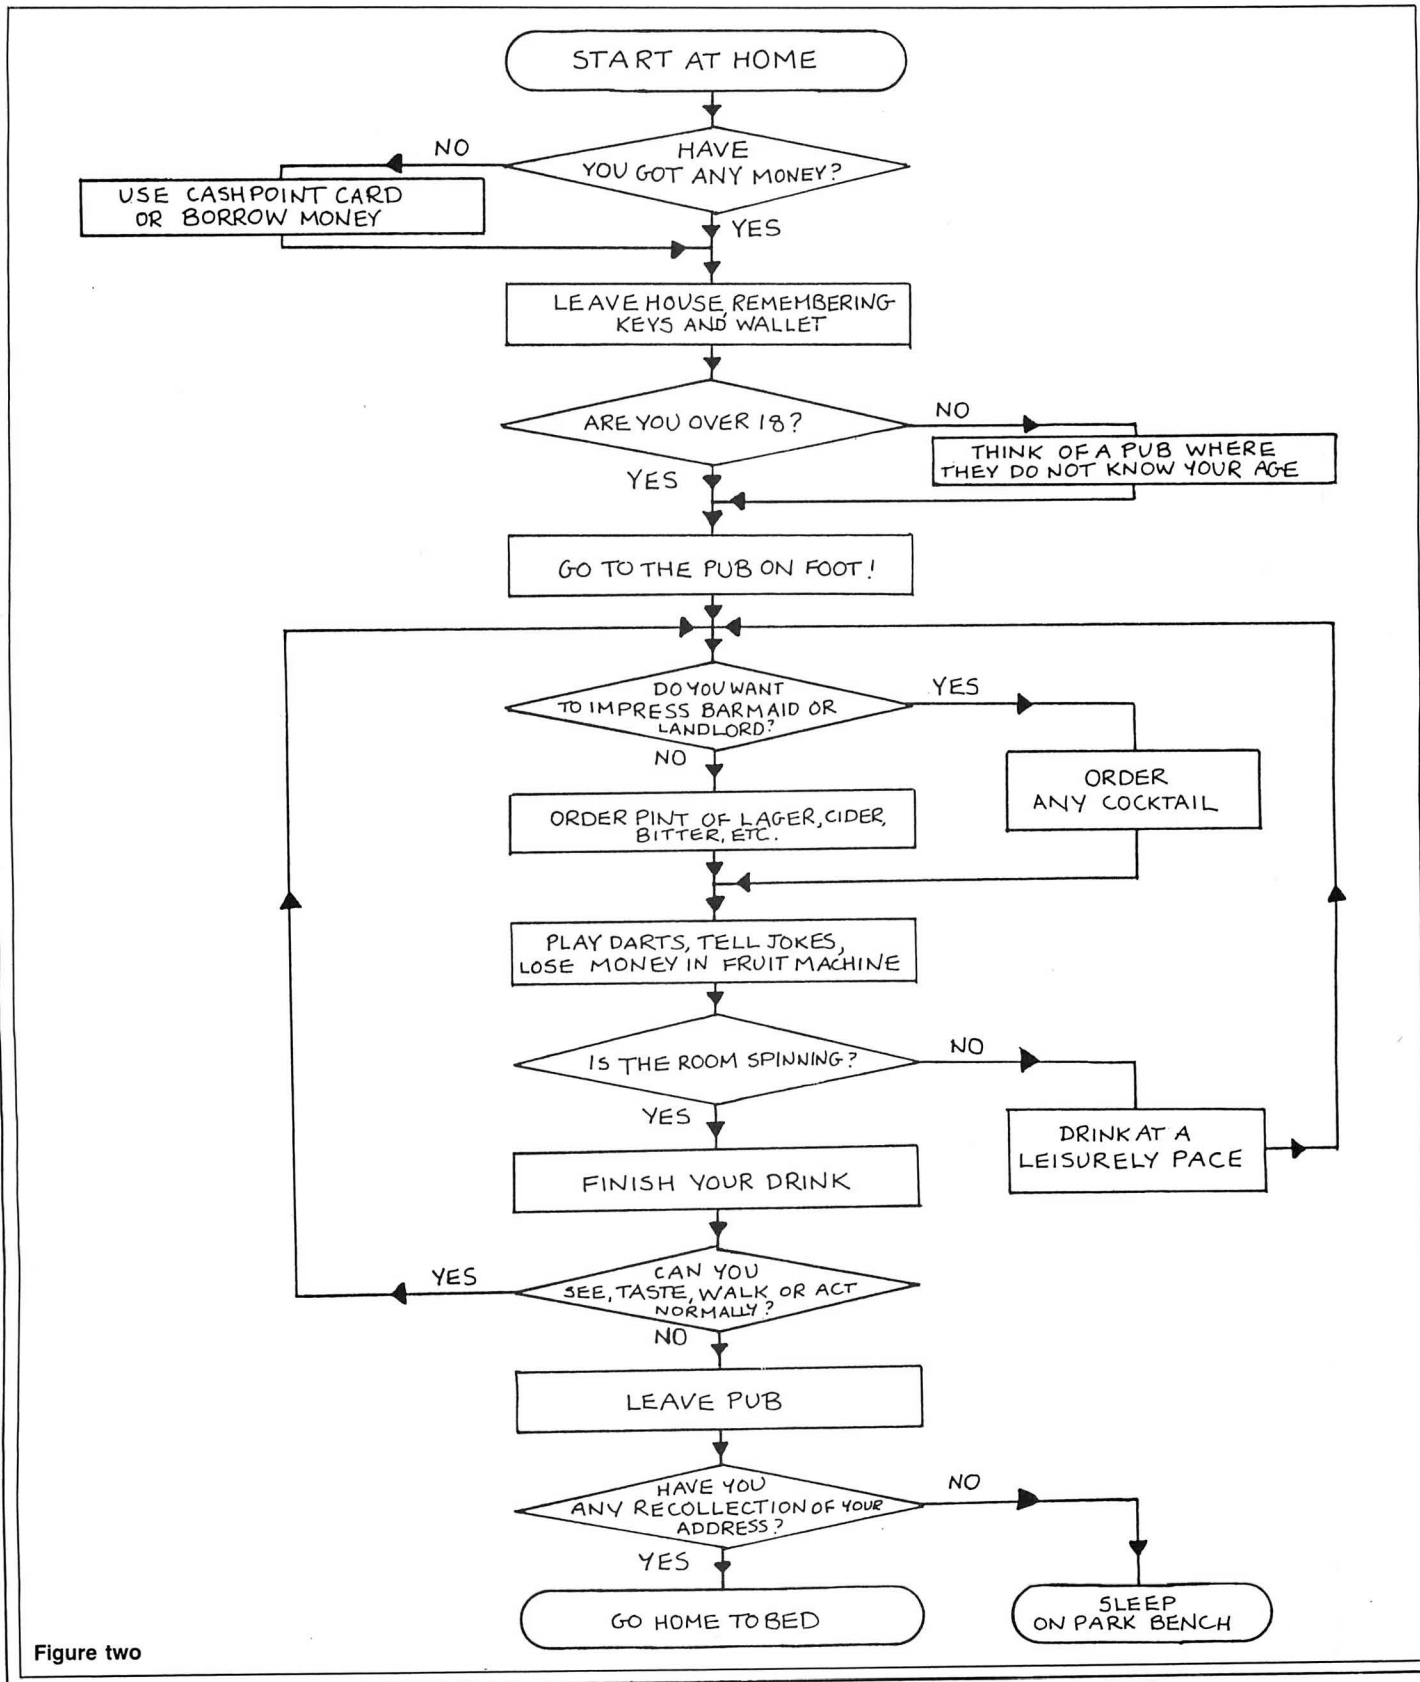 START AT HOME
HAVE
YOU GOT ANY MONEY?
NO
USE CASHPOINT CARD
OR BORROW MONEY
YES
LEAVE HOUSE, REMEMBERING
KEYS AND WALLET
ARE YOU OVER 18?
NO
THINK OF A PUB WHERE
THEY DO NOT KNOW YOUR AGE
YES
GO TO THE PUB ON FOOT!
DO YOU WANT
TO IMPRESS BARMAID OR
LANDLORD?
YES
ORDER
ANY COCKTAIL
NO
ORDER PINT OF LAGER, CIDER,
BITTER, ETC.
PLAY DARTS, TELL JOKES,
LOSE MONEY IN FRUIT MACHINE
IS THE ROOM SPINNING?
NO
DRINK AT A
LEISURELY PACE
YES
FINISH YOUR DRINK
CAN YOU
SEE, TASTE, WALK OR ACT
NORMALLY?
YES
NO
LEAVE PUB
HAVE YOU
ANY RECOLLECTION OF YOUR
ADDRESS?
NO
SLEEP
ON PARK BENCH
YES
GO HOME TO BED
Figure two